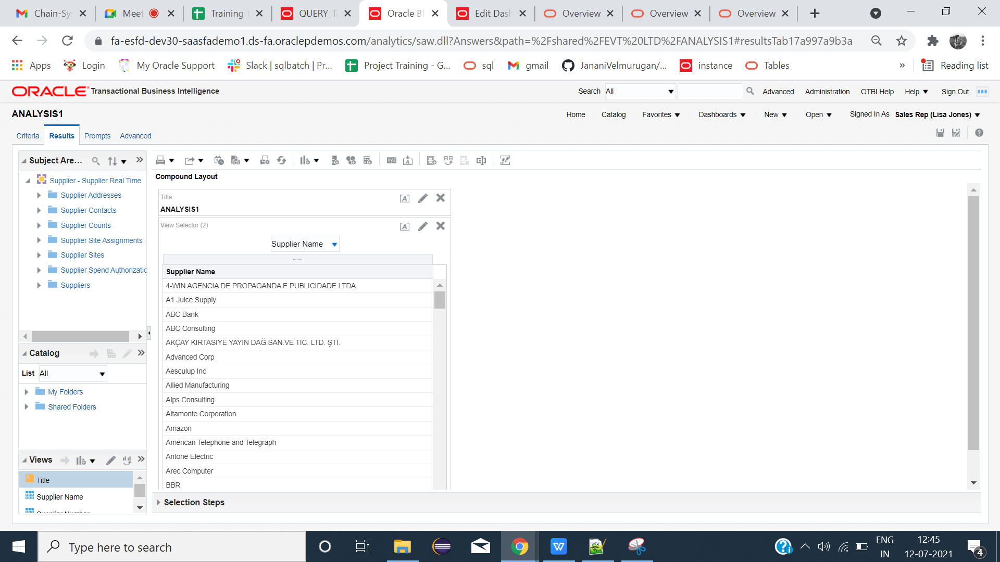 Chain-Sy
Meet
Training T
QUERY_T
Oracle BI
Edit Dash
Overview
Overview
Overview
fa-esfd-dev30-saasfademo1.ds-fa.oraclepdemos.com/analytics/saw.dll?Answers&path=%2Fshared%2FEVT%20LTD%2FANALYSIS1#resultsTab17a997a9b3a
Apps
Login
My Oracle Support
Slack | sqlbatch | Pr...
Project Training - G...
sql
gmail
JananiVelmurugan/...
instance
Tables
»
Reading list
ORACLE Transactional Business Intelligence
Search All
Advanced
Administration
OTBI Help
Help
Sign Out
ANALYSIS1
Home
Catalog
Favorites
Dashboards
New
Open
Signed In As Sales Rep (Lisa Jones)
Criteria
Results
Prompts
Advanced
Subject Are...
Supplier - Supplier Real Time
Supplier Addresses
Supplier Contacts
Supplier Counts
Supplier Site Assignments
Supplier Sites
Supplier Spend Authorizatio
Suppliers
Catalog
List All
My Folders
Shared Folders
Views
Title
Supplier Name
Supplier Number
Compound Layout
Title
ANALYSIS1
View Selector (2)
Supplier Name
Supplier Name
4-WIN AGENCIA DE PROPAGANDA E PUBLICIDADE LTDA
A1 Juice Supply
ABC Bank
ABC Consulting
AKÇAY KIRTASİYE YAYIN DAĞ.SAN.VE TİC. LTD. ŞTİ.
Advanced Corp
Aesculup Inc
Allied Manufacturing
Alps Consulting
Altamonte Corporation
Amazon
American Telephone and Telegraph
Antone Electric
Arec Computer
BBR
Selection Steps
Type here to search
ENG
IN
12:45
12-07-2021
4